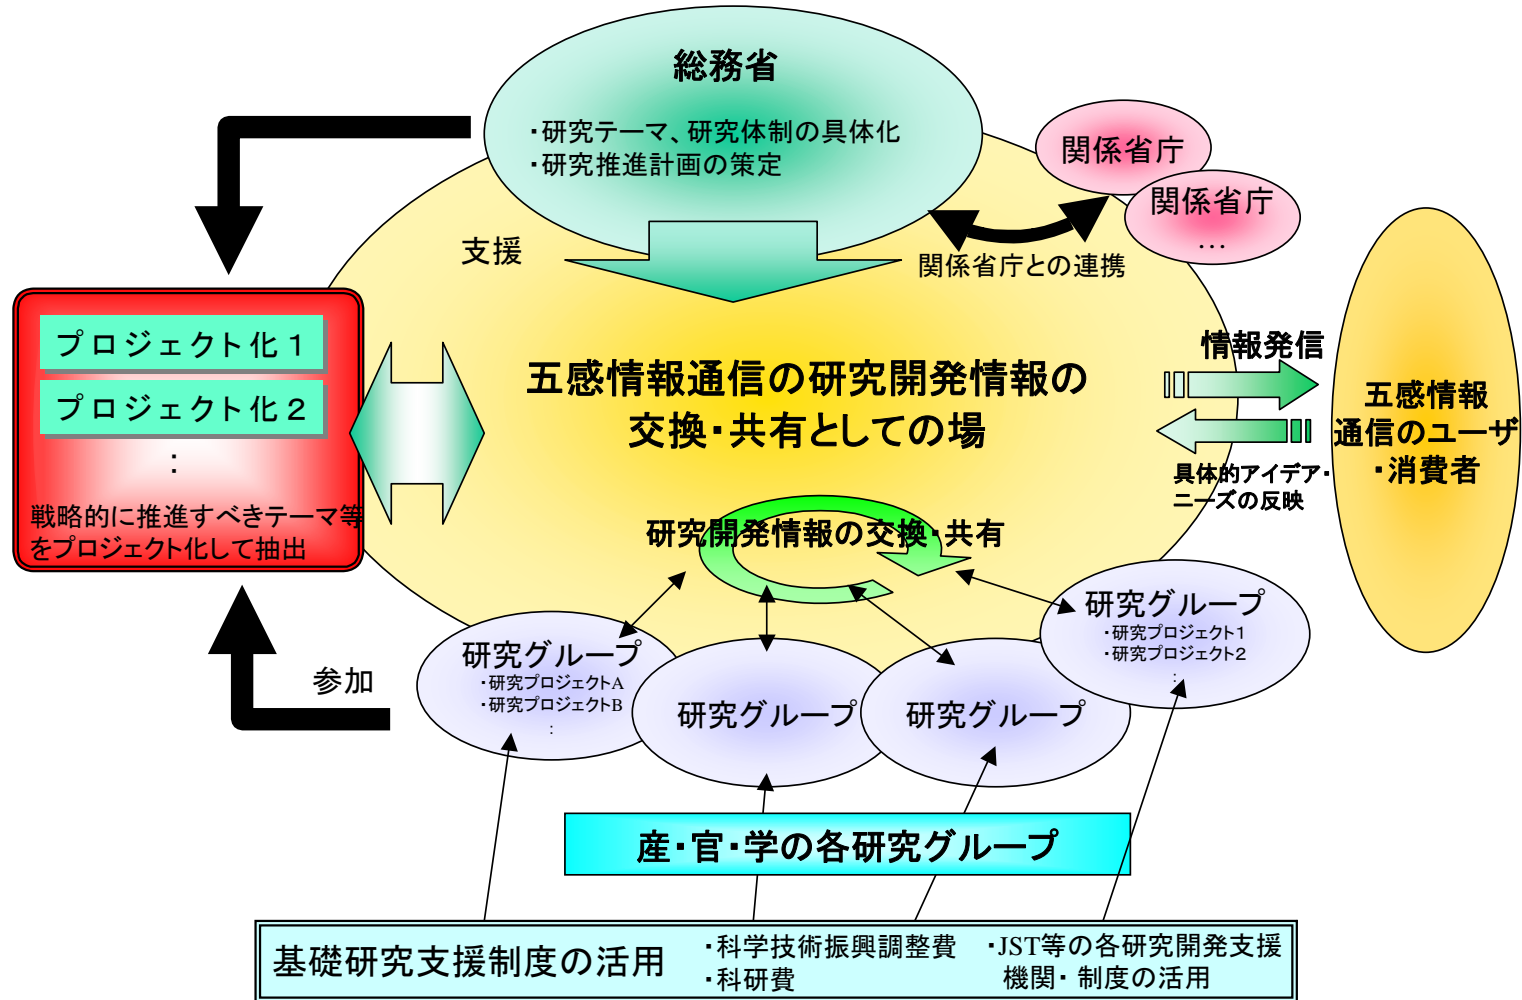 総務省
・研究テーマ、研究体制の具体化
・研究推進計画の策定
関係省庁
関係省庁
…
支援
関係省庁との連携
プロジェクト化１
プロジェクト化２
：
戦略的に推進すべきテーマ等
をプロジェクト化して抽出
五感情報通信の研究開発情報の
交換・共有としての場
情報発信
具体的アイデア・
ニーズの反映
五感情報
通信のユーザ
・消費者
研究開発情報の交換・共有
参加
研究グループ
・研究プロジェクトA
・研究プロジェクトB
：
研究グループ
研究グループ
研究グループ
・研究プロジェクト１
・研究プロジェクト２
：
産・官・学の各研究グループ
基礎研究支援制度の活用
・科学技術振興調整費
・科研費
・JST等の各研究開発支援
機関・制度の活用